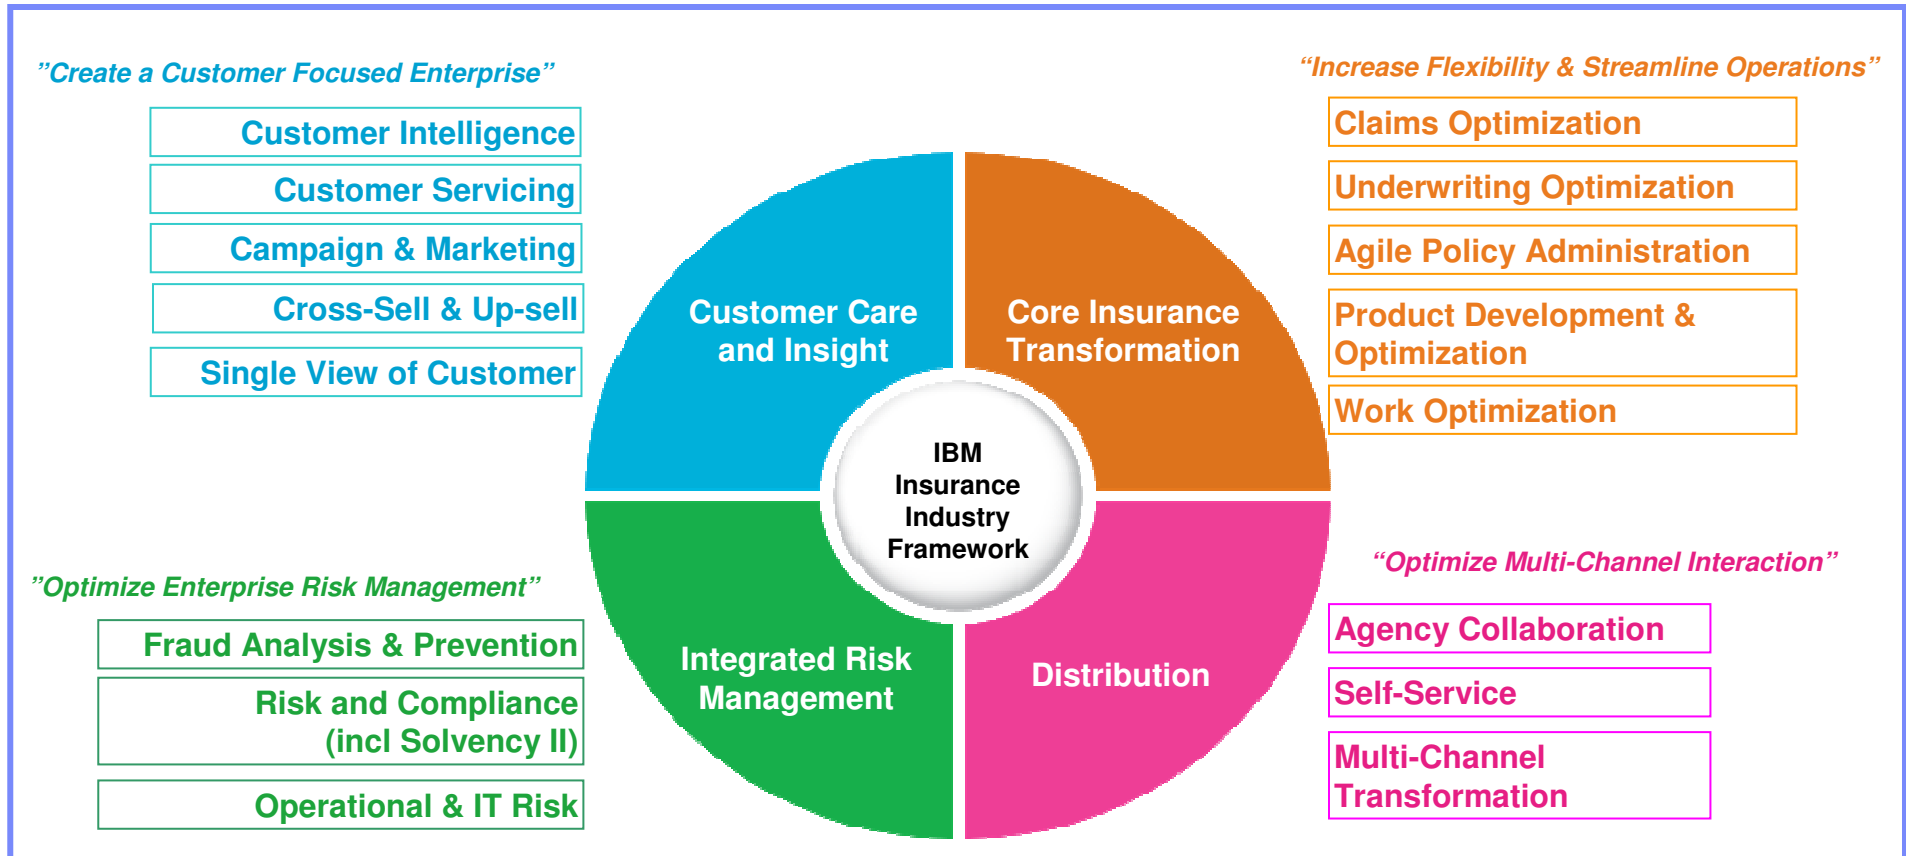 ”Create a Customer Focused Enterprise”
Customer Intelligence
Customer Servicing
Campaign & Marketing
Cross-Sell & Up-sell
Single View of Customer
“Increase Flexibility & Streamline Operations”
Claims Optimization
Underwriting Optimization
Agile Policy Administration
Product Development &
Optimization
Work Optimization
Customer Care
and Insight
Core Insurance
Transformation
IBM
Insurance
Industry
Framework
Integrated Risk
Management
Distribution
”Optimize Enterprise Risk Management”
Fraud Analysis & Prevention
Risk and Compliance
(incl Solvency II)
Operational & IT Risk
“Optimize Multi-Channel Interaction”
Agency Collaboration
Self-Service
Multi-Channel
Transformation